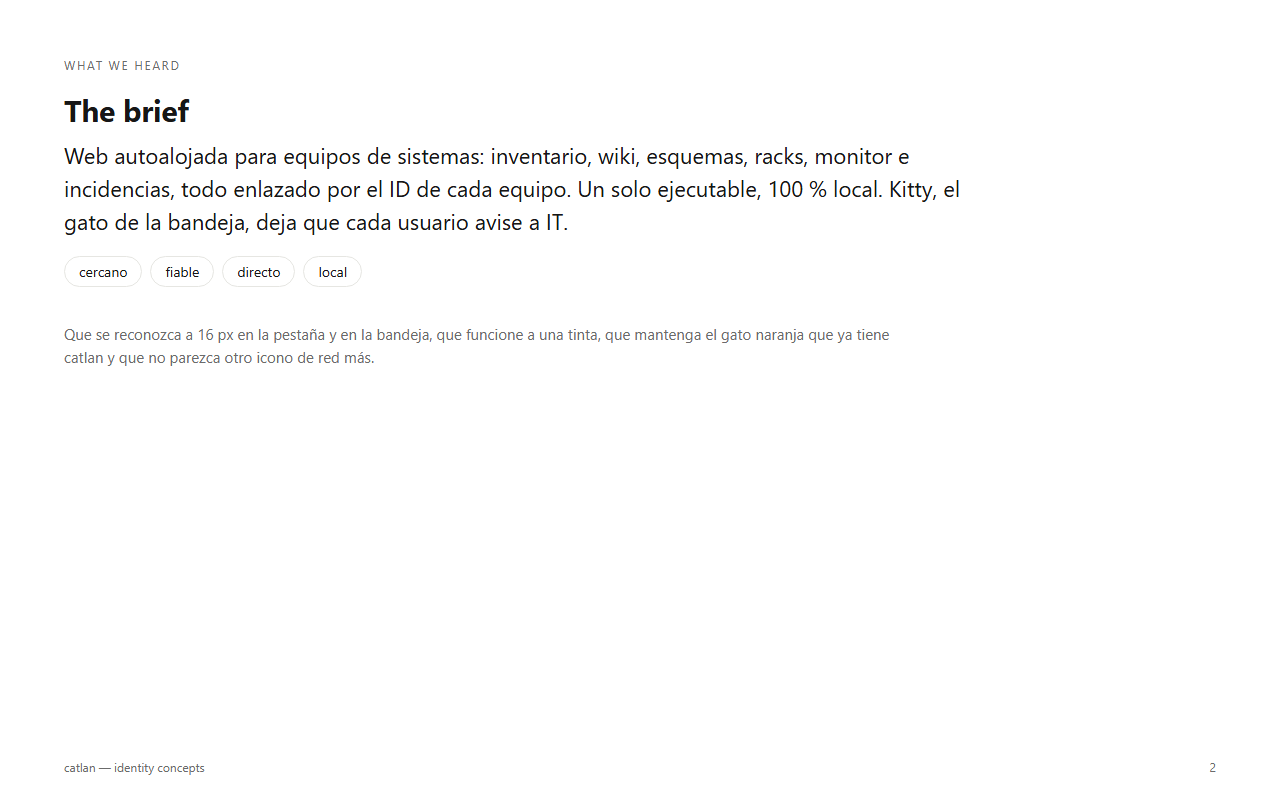 WHAT WE HEARD
The brief
Web autoalojada para equipos de sistemas: inventario, wiki, esquemas, racks, monitor e
incidencias, todo enlazado por el ID de cada equipo. Un solo ejecutable, 100 % local. Kitty, el
gato de la bandeja, deja que cada usuario avise a IT.
cercano fiable directo local
Que se reconozca a 16 px en la pestaña y en la bandeja, que funcione a una tinta, que mantenga el gato naranja que ya tiene
catlan y que no parezca otro icono de red más.
catlan — identity concepts 2